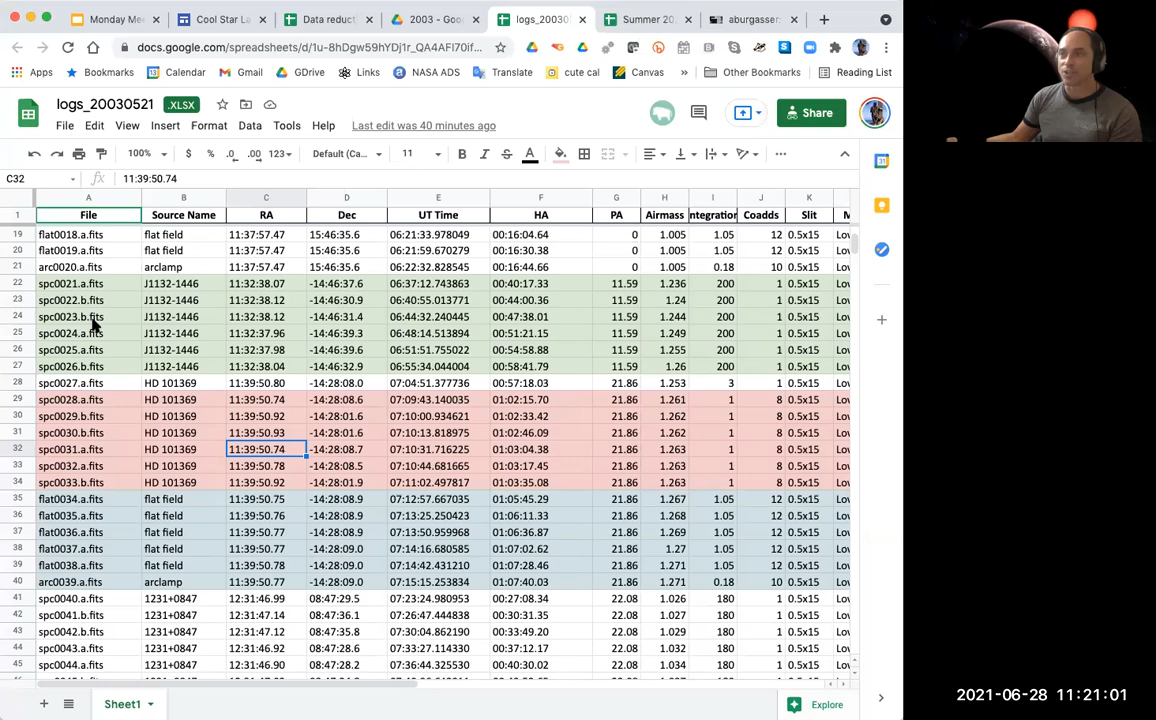 Monday Me
Cool Star La
Data reduct
2003 - Goo
logs_20030
Summer 20
aburgasser
docs.google.com/spreadsheets/d/1u-8hDgw59hYDj1r_QA4AFl70if...
Apps Bookmarks Calendar Gmail GDrive Links NASA ADS Translate cute cal Canvas » Other Bookmarks Reading List
logs_20030521 .XLSX
File Edit View Insert Format Data Tools Help Last edit was 40 minutes ago
Share
100% $ % .0 .00 123 Default (Ca... 11 B I S A
C32 fx 11:39:50.74
A B C D E F G H I J K
1 File Source Name RA Dec UT Time HA PA Airmass ntegration Coadds Slit M
19 flat0018.a.fits flat field 11:37:57.47 15:46:35.6 06:21:33.978049 00:16:04.64 0 1.005 1.05 12 0.5x15 Lov
20 flat0019.a.fits flat field 11:37:57.47 15:46:35.6 06:21:59.670279 00:16:30.38 0 1.005 1.05 12 0.5x15 Lov
21 arc0020.a.fits arclamp 11:37:57.47 15:46:35.6 06:22:32.828545 00:16:44.66 0 1.005 0.18 10 0.5x15 Lov
22 spc0021.a.fits J1132-1446 11:32:38.07 -14:46:37.6 06:37:12.743863 00:40:17.33 11.59 1.236 200 1 0.5x15 Lov
23 spc0022.b.fits J1132-1446 11:32:38.12 -14:46:30.9 06:40:55.013771 00:44:00.36 11.59 1.24 200 1 0.5x15 Lov
24 spc0023.b.fits J1132-1446 11:32:38.12 -14:46:31.4 06:44:32.240445 00:47:38.01 11.59 1.244 200 1 0.5x15 Lov
25 spc0024.a.fits J1132-1446 11:32:37.96 -14:46:39.3 06:48:14.513894 00:51:21.15 11.59 1.249 200 1 0.5x15 Lov
26 spc0025.a.fits J1132-1446 11:32:37.98 -14:46:39.6 06:51:51.755022 00:54:58.88 11.59 1.255 200 1 0.5x15 Lov
27 spc0026.b.fits J1132-1446 11:32:38.04 -14:46:32.9 06:55:34.044004 00:58:41.79 11.59 1.26 200 1 0.5x15 Lov
28 spc0027.a.fits HD 101369 11:39:50.80 -14:28:08.0 07:04:51.377736 00:57:18.03 21.86 1.253 3 1 0.5x15 Lov
29 spc0028.a.fits HD 101369 11:39:50.74 -14:28:08.6 07:09:43.140035 01:02:15.70 21.86 1.261 1 8 0.5x15 Lov
30 spc0029.b.fits HD 101369 11:39:50.92 -14:28:01.6 07:10:00.934621 01:02:33.42 21.86 1.262 1 8 0.5x15 Lov
31 spc0030.b.fits HD 101369 11:39:50.93 -14:28:01.6 07:10:13.818975 01:02:46.09 21.86 1.262 1 8 0.5x15 Lov
32 spc0031.a.fits HD 101369 11:39:50.74 -14:28:08.7 07:10:31.716225 01:03:04.38 21.86 1.263 1 8 0.5x15 Lov
33 spc0032.a.fits HD 101369 11:39:50.78 -14:28:08.5 07:10:44.681665 01:03:17.45 21.86 1.263 1 8 0.5x15 Lov
34 spc0033.b.fits HD 101369 11:39:50.92 -14:28:01.9 07:11:02.497817 01:03:35.08 21.86 1.263 1 8 0.5x15 Lov
35 flat0034.a.fits flat field 11:39:50.75 -14:28:08.9 07:12:57.667035 01:05:45.29 21.86 1.267 1.05 12 0.5x15 Lov
36 flat0035.a.fits flat field 11:39:50.76 -14:28:08.9 07:13:25.250423 01:06:11.33 21.86 1.268 1.05 12 0.5x15 Lov
37 flat0036.a.fits flat field 11:39:50.77 -14:28:08.9 07:13:50.959968 01:06:36.87 21.86 1.269 1.05 12 0.5x15 Lov
38 flat0037.a.fits flat field 11:39:50.77 -14:28:09.0 07:14:16.680585 01:07:02.62 21.86 1.27 1.05 12 0.5x15 Lov
39 flat0038.a.fits flat field 11:39:50.78 -14:28:09.0 07:14:42.431210 01:07:28.46 21.86 1.271 1.05 12 0.5x15 Lov
40 arc0039.a.fits arclamp 11:39:50.77 -14:28:09.0 07:15:15.253834 01:07:40.03 21.86 1.271 0.18 10 0.5x15 Lov
41 spc0040.a.fits 1231+0847 12:31:46.99 08:47:29.5 07:23:24.980953 00:27:08.34 22.08 1.026 180 1 0.5x15 Lov
42 spc0041.b.fits 1231+0847 12:31:47.14 08:47:36.1 07:26:47.444838 00:30:31.35 22.08 1.027 180 1 0.5x15 Lov
43 spc0042.b.fits 1231+0847 12:31:47.12 08:47:35.8 07:30:04.862190 00:33:49.20 22.08 1.029 180 1 0.5x15 Lov
44 spc0043.a.fits 1231+0847 12:31:46.92 08:47:28.6 07:33:27.114330 00:37:12.17 22.08 1.032 180 1 0.5x15 Lov
45 spc0044.a.fits 1231+0847 12:31:46.90 08:47:28.2 07:36:44.325530 00:40:30.02 22.08 1.034 180 1 0.5x15 Lov
Sheet1
Explore
2021-06-28 11:21:01